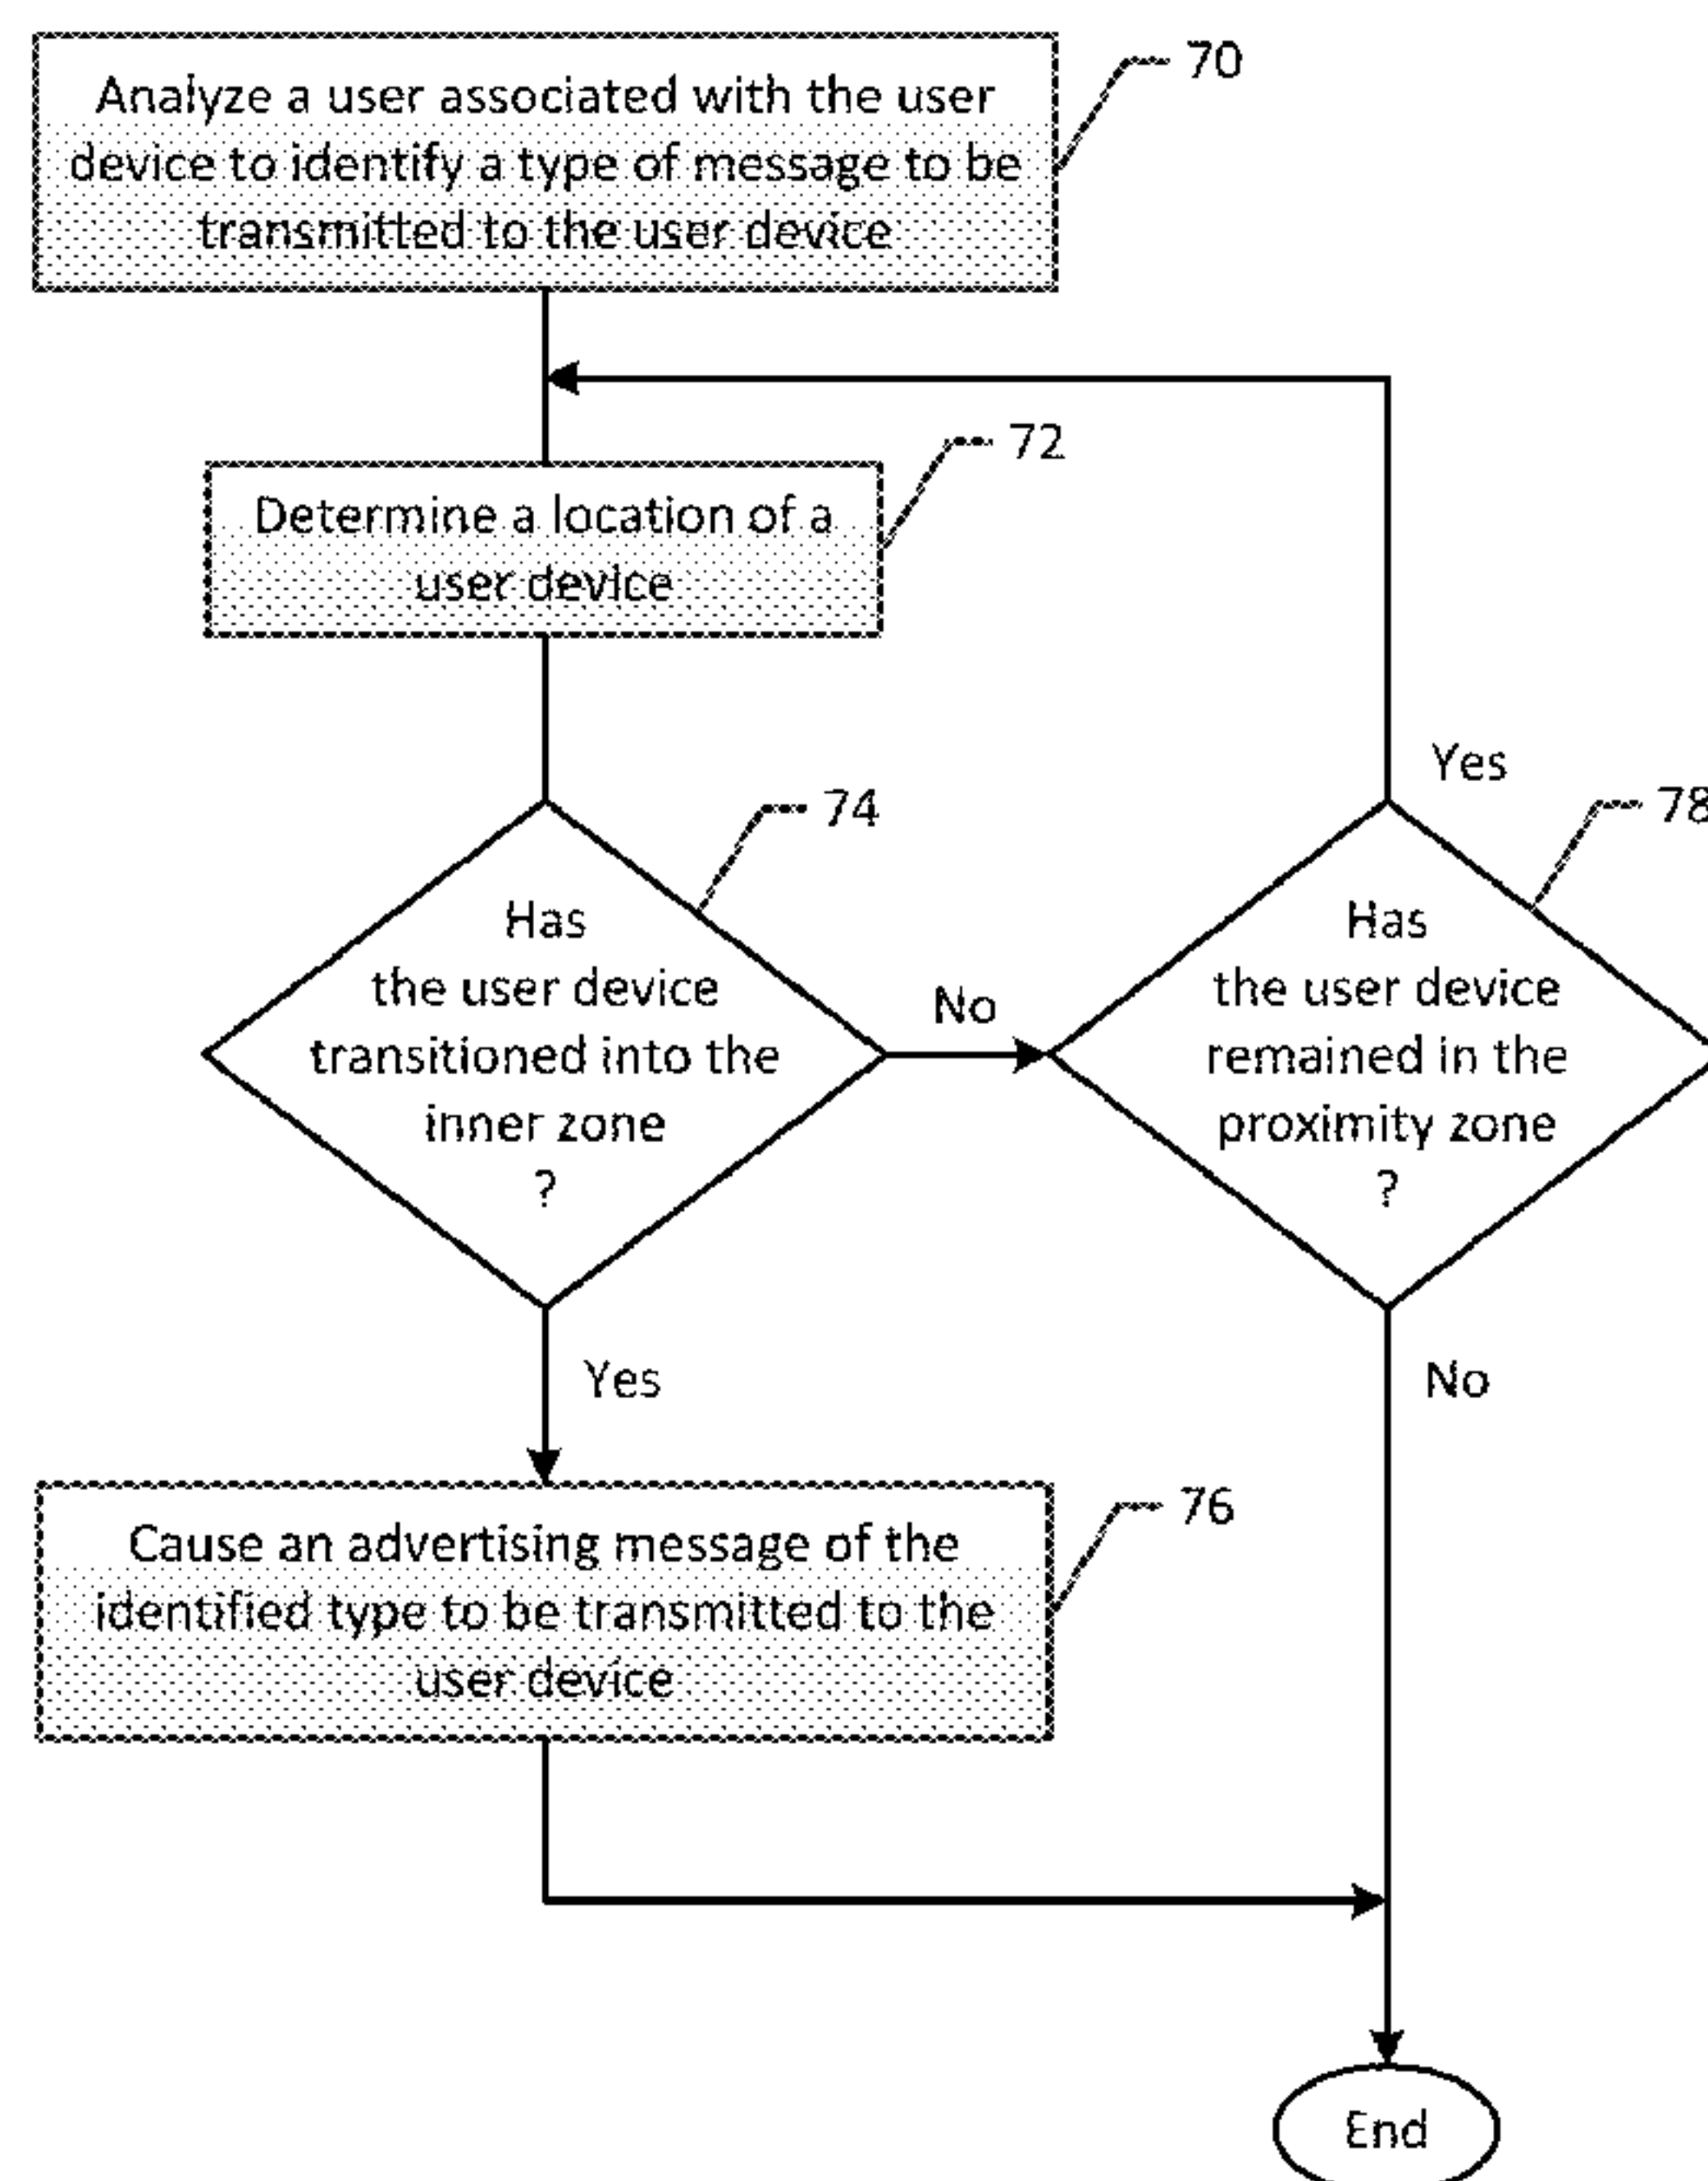 70
Analyze a user associated with the user
device to identify a type of message to be
transmitted to the user device
72
Determine a location of a
user device
74
Has
the user device
transitioned into the
inner zone
?
No
Yes
78
Has
the user device
remained in the
proximity zone
?
Yes
No
76
Cause an advertising message of the
identified type to be transmitted to the
user device
End